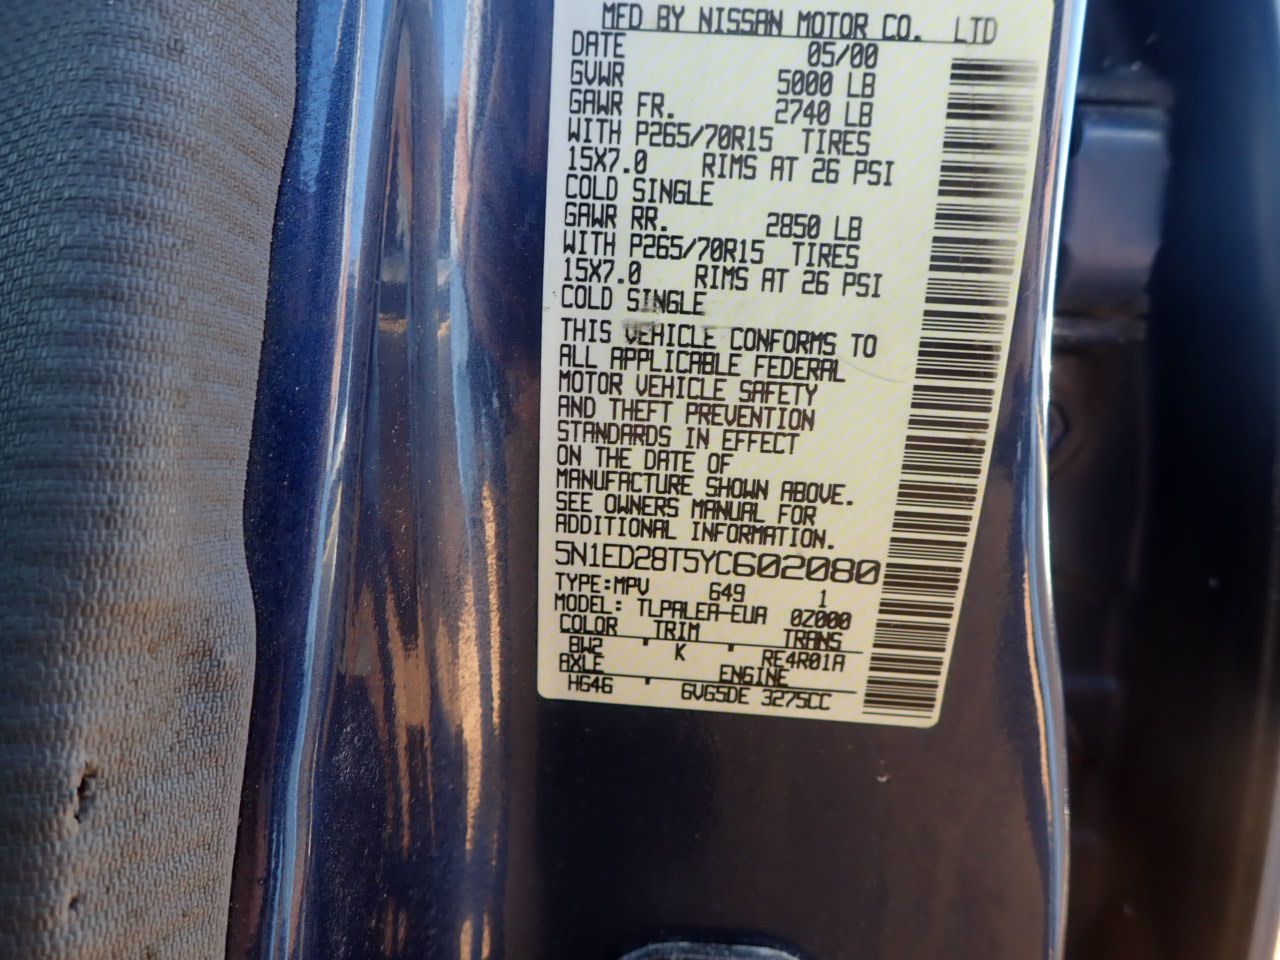 MFD BY NISSAN MOTOR CO. LTD
DATE 05/00
GVWR 5000 LB
GAWR FR. 2740 LB
WITH P265/70R15 TIRES
15X7.0 RIMS AT 26 PSI
COLD SINGLE
GAWR RR. 2850 LB
WITH P265/70R15 TIRES
15X7.0 RIMS AT 26 PSI
COLD SINGLE
THIS VEHICLE CONFORMS TO
ALL APPLICABLE FEDERAL
MOTOR VEHICLE SAFETY
AND THEFT PREVENTION
STANDARDS IN EFFECT
ON THE DATE OF
MANUFACTURE SHOWN ABOVE.
SEE OWNERS MANUAL FOR
ADDITIONAL INFORMATION.
5N1ED28T5YC602080
TYPE:MPV 649 1
MODEL: TLPALEA-EUA 0Z000
COLOR TRIM TRANS
BW2 ' K ' RE4R01A
AXLE ENGINE
HG46 ' 6VG5DE 3275CC